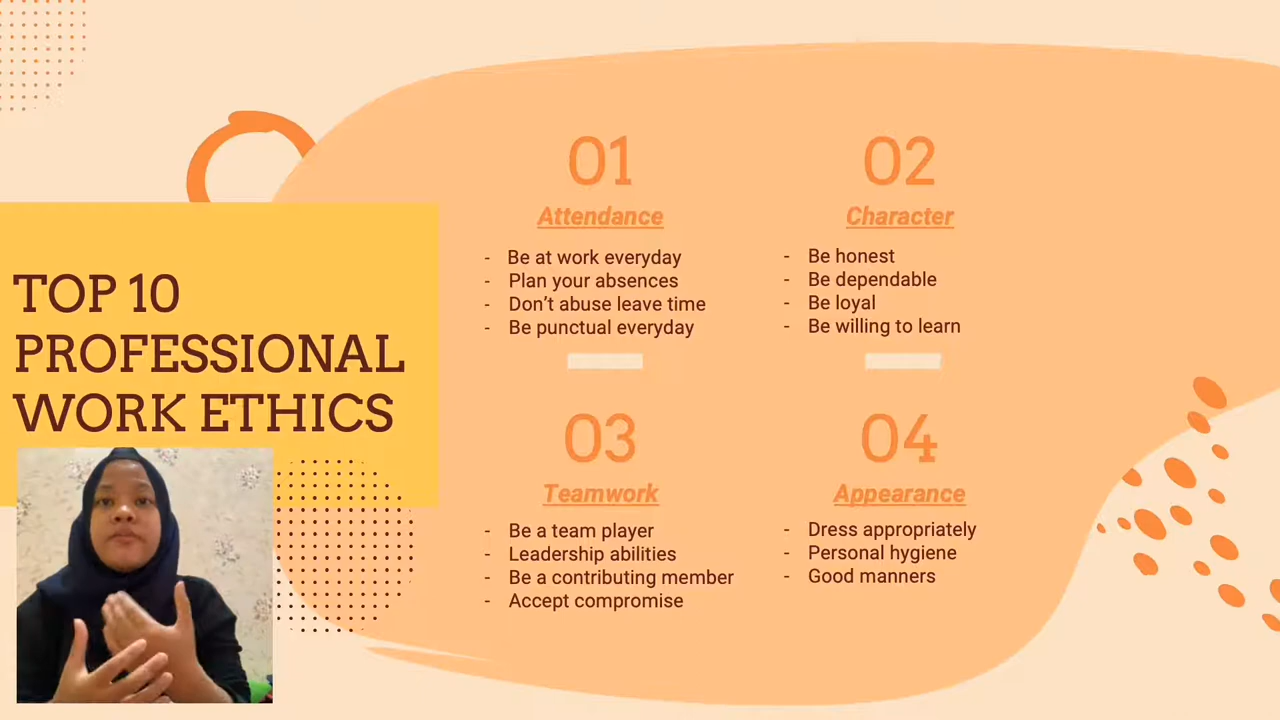 TOP 10
PROFESSIONAL
WORK ETHICS
01
Attendance
- Be at work everyday
- Plan your absences
- Don't abuse leave time
- Be punctual everyday
02
Character
- Be honest
- Be dependable
- Be loyal
- Be willing to learn
03
Teamwork
- Be a team player
- Leadership abilities
- Be a contributing member
- Accept compromise
04
Appearance
- Dress appropriately
- Personal hygiene
- Good manners